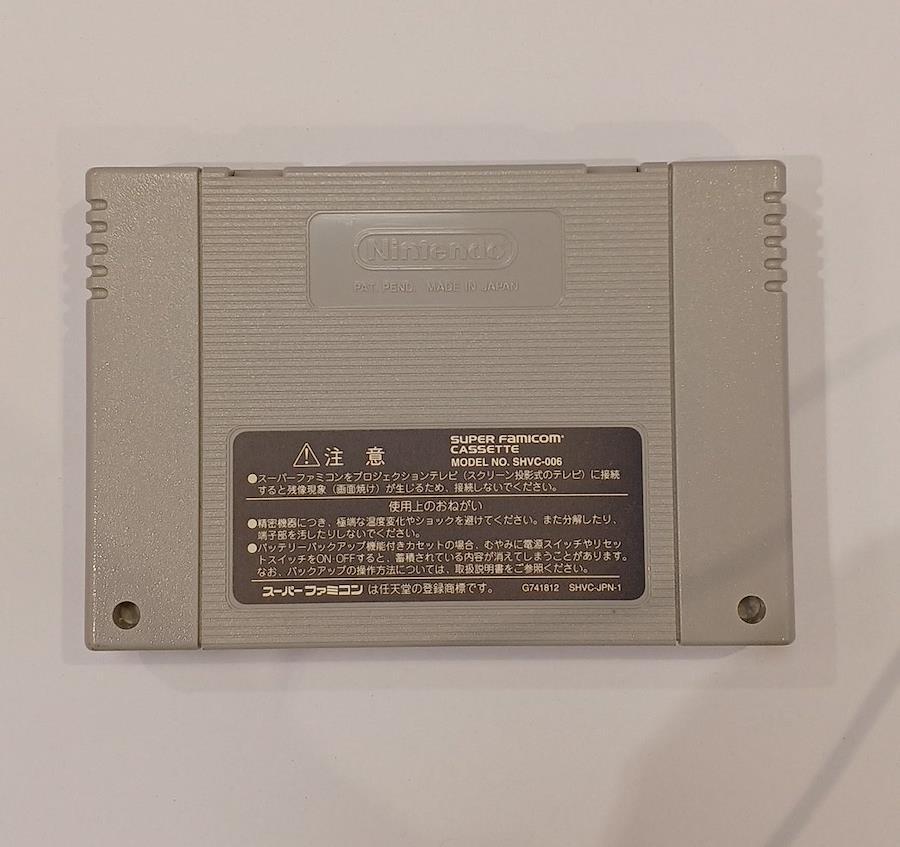 Nintendo
PAT. PEND. MADE IN JAPAN
⚠注意
SUPER FAMICOM
CASSETTE
MODEL NO. SHVC-006
●スーパーファミコンをプロジェクションテレビ（スクリーン投影式のテレビ）に接続
すると残像現象（画面焼け）が生じるため、接続しないでください。
使用上のおねがい
●精密機器につき、極端な温度変化やショックを避けてください。また分解したり、
端子部を汚したりしないでください。
●バッテリーバックアップ機能付きカセットの場合、むやみに電源スイッチやリセッ
トスイッチをON・OFFすると、蓄積されている内容が消えてしまうことがあります。
なお、バックアップの操作方法については、取扱説明書をご参照ください。
スーパーファミコンは任天堂の登録商標です。 G741812 SHVC-JPN-1